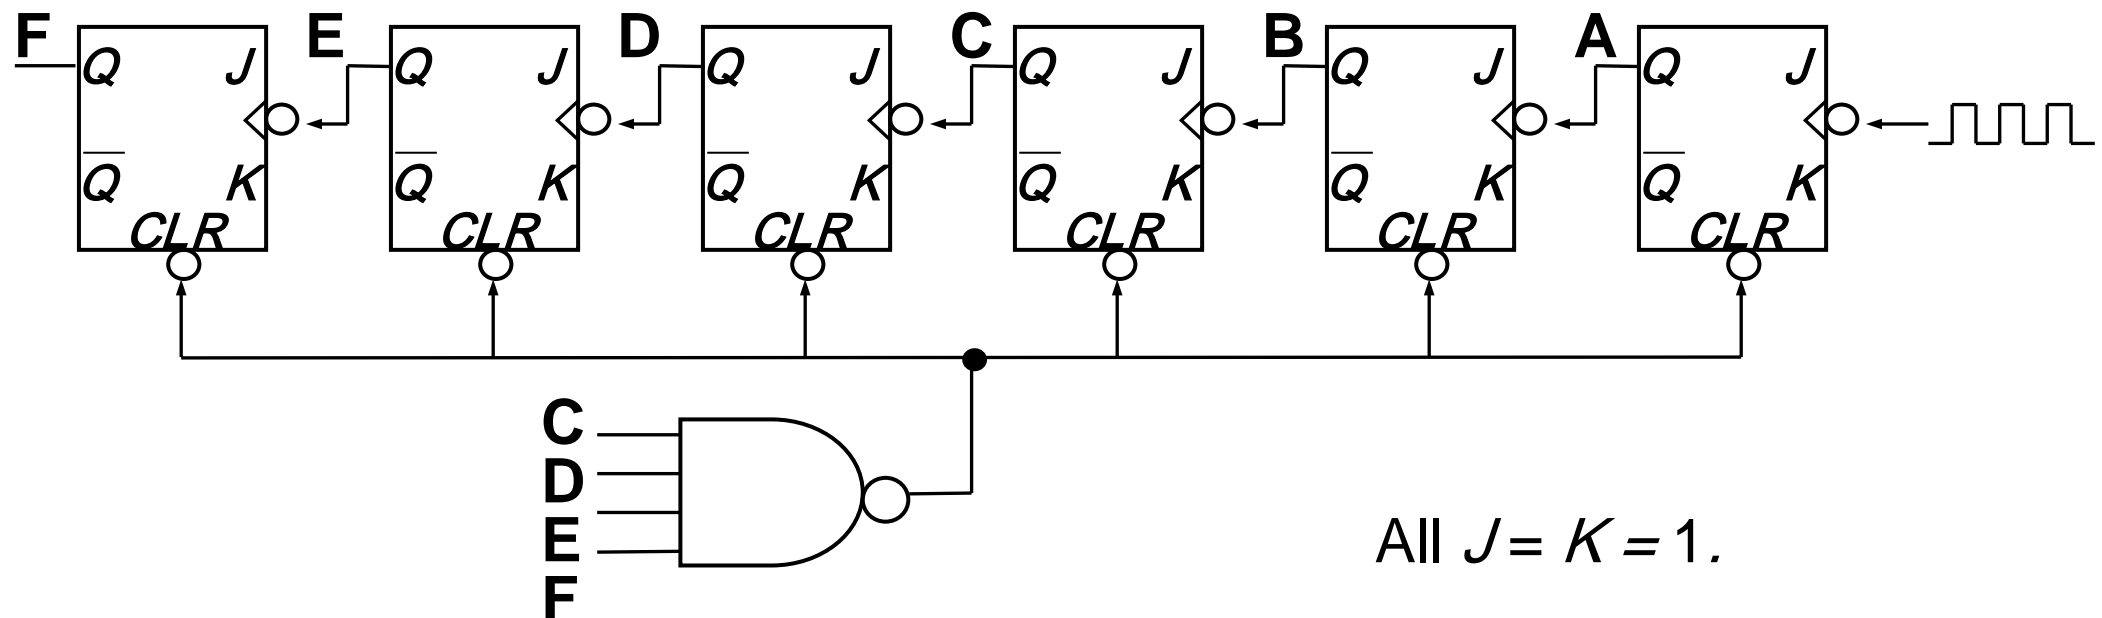 F E D C B A
Q J Q J Q J Q J Q J Q J
Q̅ K Q̅ K Q̅ K Q̅ K Q̅ K Q̅ K
CLR CLR CLR CLR CLR CLR
C
D
E
F
All J = K = 1.